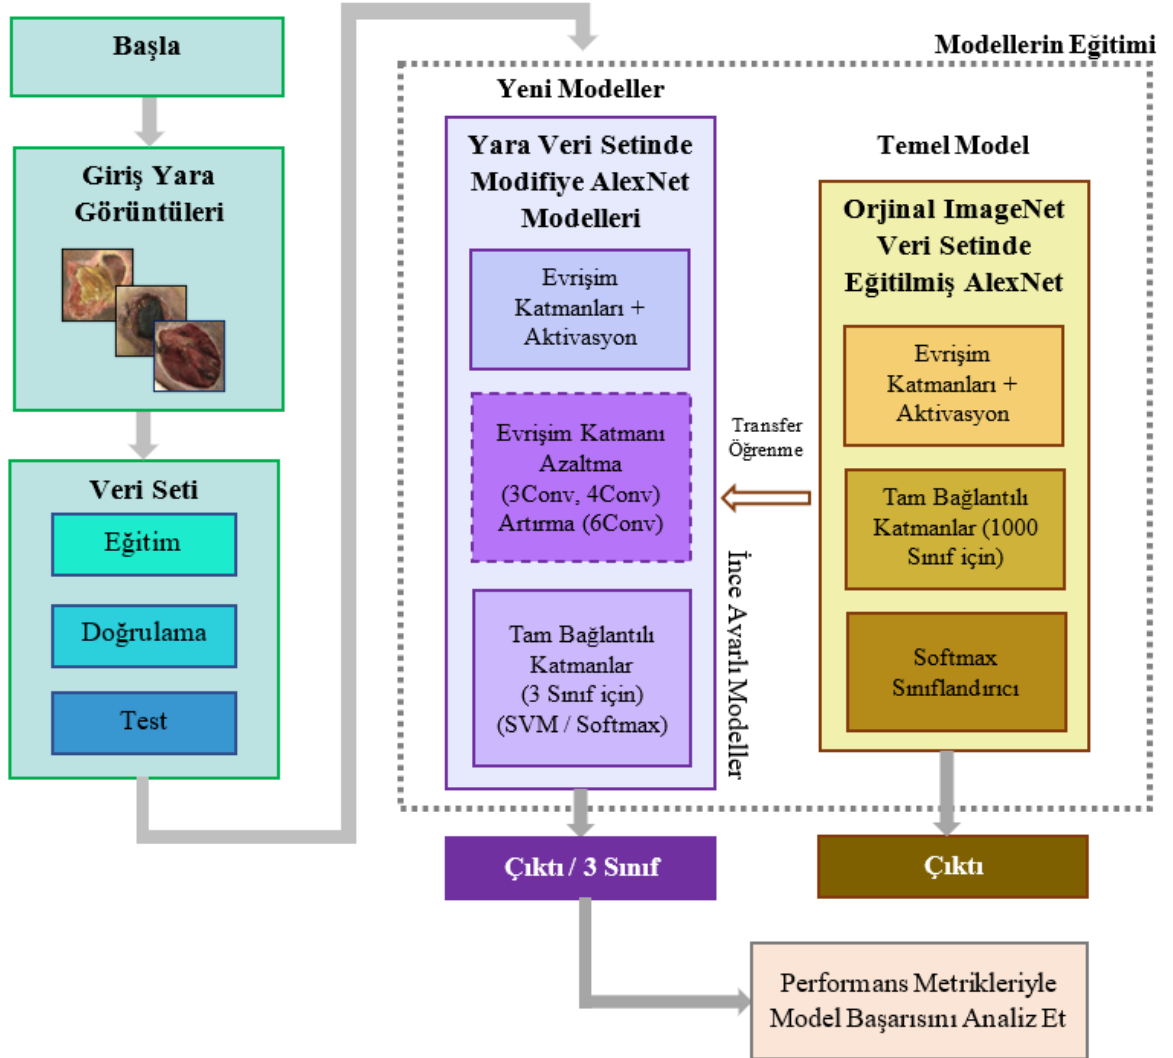 Başla
Giriş Yara
Görüntüleri
Veri Seti
Eğitim
Doğrulama
Test
Modellerin Eğitimi
Yeni Modeller
Yara Veri Setinde
Modifiye AlexNet
Modelleri
Evrişim
Katmanları +
Aktivasyon
Evrişim Katmanı
Azaltma
(3Conv, 4Conv)
Artırma (6Conv)
Tam Bağlantılı
Katmanlar
(3 Sınıf için)
(SVM / Softmax)
Transfer
Öğrenme
İnce Ayarlı Modeller
Temel Model
Orjinal ImageNet
Veri Setinde
Eğitilmiş AlexNet
Evrişim
Katmanları +
Aktivasyon
Tam Bağlantılı
Katmanlar (1000
Sınıf için)
Softmax
Sınıflandırıcı
Çıktı / 3 Sınıf
Çıktı
Performans Metrikleriyle
Model Başarısını Analiz Et